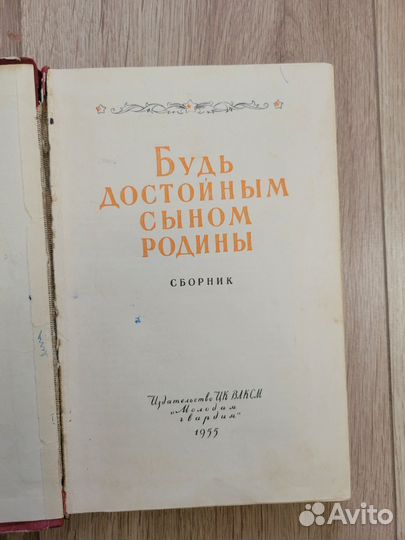 Будь
достойным
сыном
родины
СБОРНИК
Издательство ЦК ВЛКСМ
„Молодая
гвардия"
1955
Avito